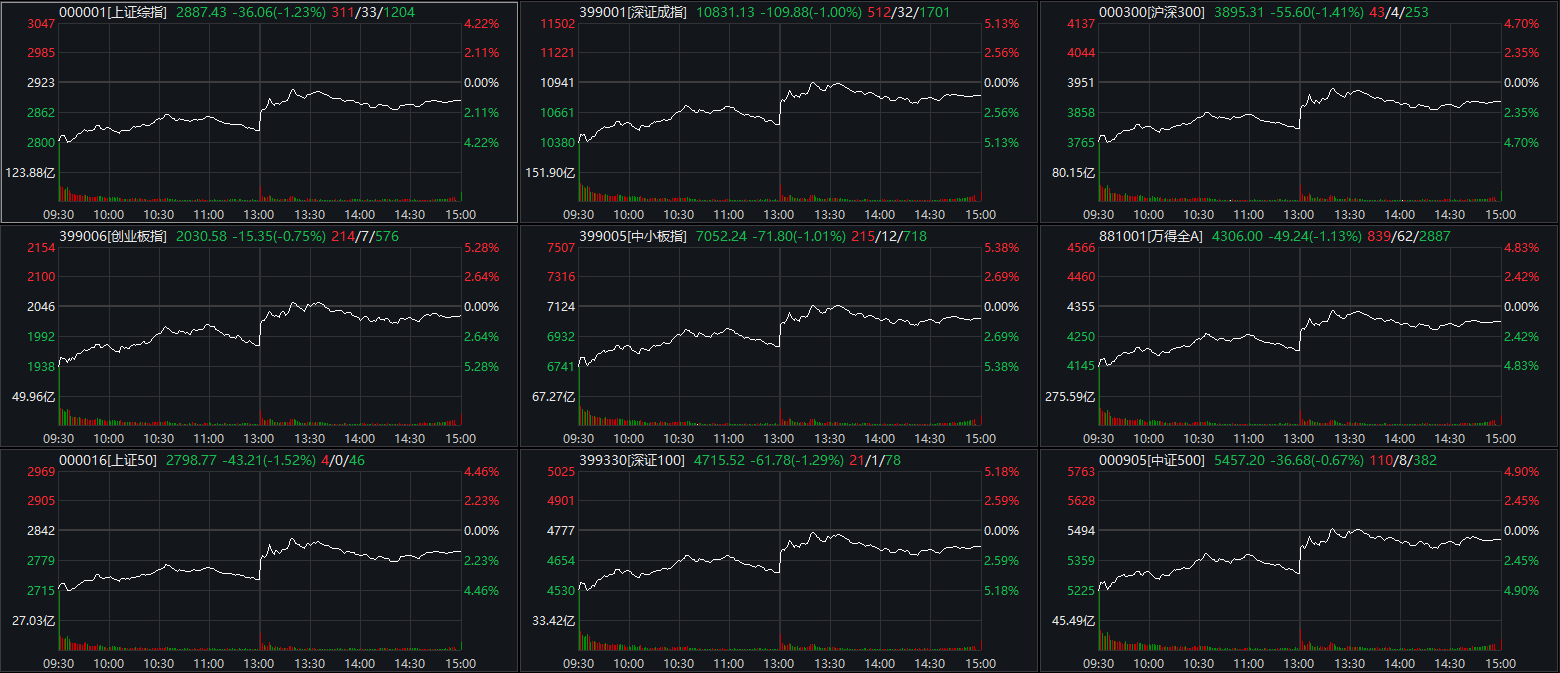 000001[上证综指] 2887.43 -36.06(-1.23%) 311/33/1204
3047 4.22%
2985 2.11%
2923 0.00%
2862 2.11%
2800 4.22%
123.88亿
09:30 10:00 10:30 11:00 13:00 13:30 14:00 14:30 15:00
399001[深证成指] 10831.13 -109.88(-1.00%) 512/32/1701
11502 5.13%
11221 2.56%
10941 0.00%
10661 2.56%
10380 5.13%
151.90亿
09:30 10:00 10:30 11:00 13:00 13:30 14:00 14:30 15:00
000300[沪深300] 3895.31 -55.60(-1.41%) 43/4/253
4137 4.70%
4044 2.35%
3951 0.00%
3858 2.35%
3765 4.70%
80.15亿
09:30 10:00 10:30 11:00 13:00 13:30 14:00 14:30 15:00
399006[创业板指] 2030.58 -15.35(-0.75%) 214/7/576
2154 5.28%
2100 2.64%
2046 0.00%
1992 2.64%
1938 5.28%
49.96亿
09:30 10:00 10:30 11:00 13:00 13:30 14:00 14:30 15:00
399005[中小板指] 7052.24 -71.80(-1.01%) 215/12/718
7507 5.38%
7316 2.69%
7124 0.00%
6932 2.69%
6741 5.38%
67.27亿
09:30 10:00 10:30 11:00 13:00 13:30 14:00 14:30 15:00
881001[万得全A] 4306.00 -49.24(-1.13%) 839/62/2887
4566 4.83%
4460 2.42%
4355 0.00%
4250 2.42%
4145 4.83%
275.59亿
09:30 10:00 10:30 11:00 13:00 13:30 14:00 14:30 15:00
000016[上证50] 2798.77 -43.21(-1.52%) 4/0/46
2969 4.46%
2905 2.23%
2842 0.00%
2779 2.23%
2715 4.46%
27.03亿
09:30 10:00 10:30 11:00 13:00 13:30 14:00 14:30 15:00
399330[深证100] 4715.52 -61.78(-1.29%) 21/1/78
5025 5.18%
4901 2.59%
4777 0.00%
4654 2.59%
4530 5.18%
33.42亿
09:30 10:00 10:30 11:00 13:00 13:30 14:00 14:30 15:00
000905[中证500] 5457.20 -36.68(-0.67%) 110/8/382
5763 4.90%
5628 2.45%
5494 0.00%
5359 2.45%
5225 4.90%
45.49亿
09:30 10:00 10:30 11:00 13:00 13:30 14:00 14:30 15:00